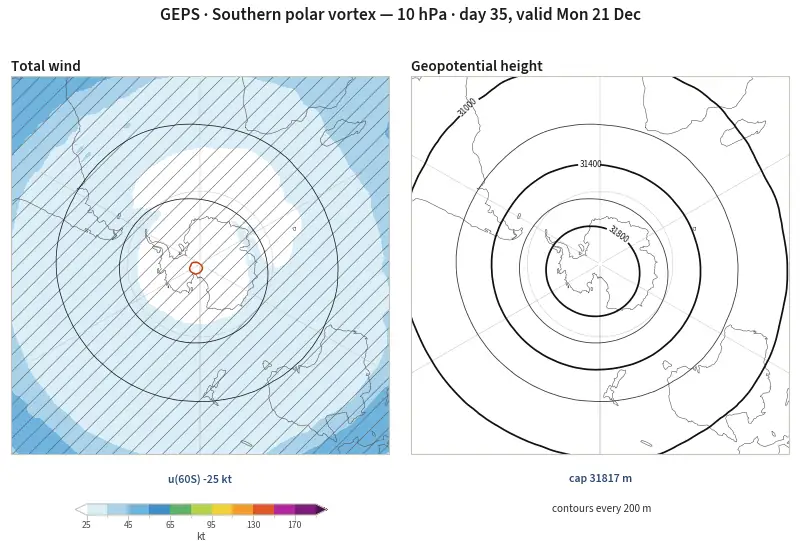 GEPS · Southern polar vortex — 10 hPa · day 35, valid Mon 21 Dec
Total wind
Geopotential height
31000
31400
31800
u(60S) -25 kt
cap 31817 m
contours every 200 m
25 45 65 95 130 170
kt